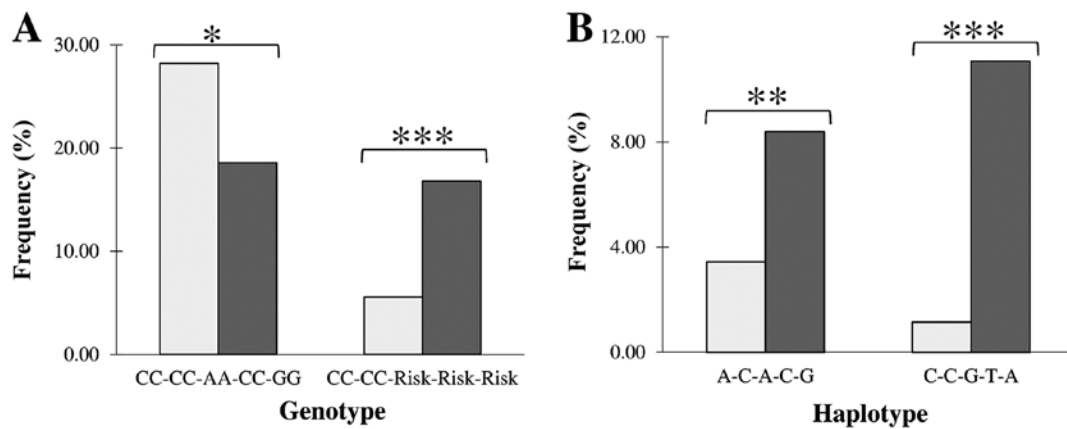 A
30.00
20.00
10.00
0.00
Frequency (%)
*
***
CC-CC-AA-CC-GG
CC-CC-Risk-Risk-Risk
Genotype
B
12.00
8.00
4.00
0.00
Frequency (%)
**
***
A-C-A-C-G
C-C-G-T-A
Haplotype